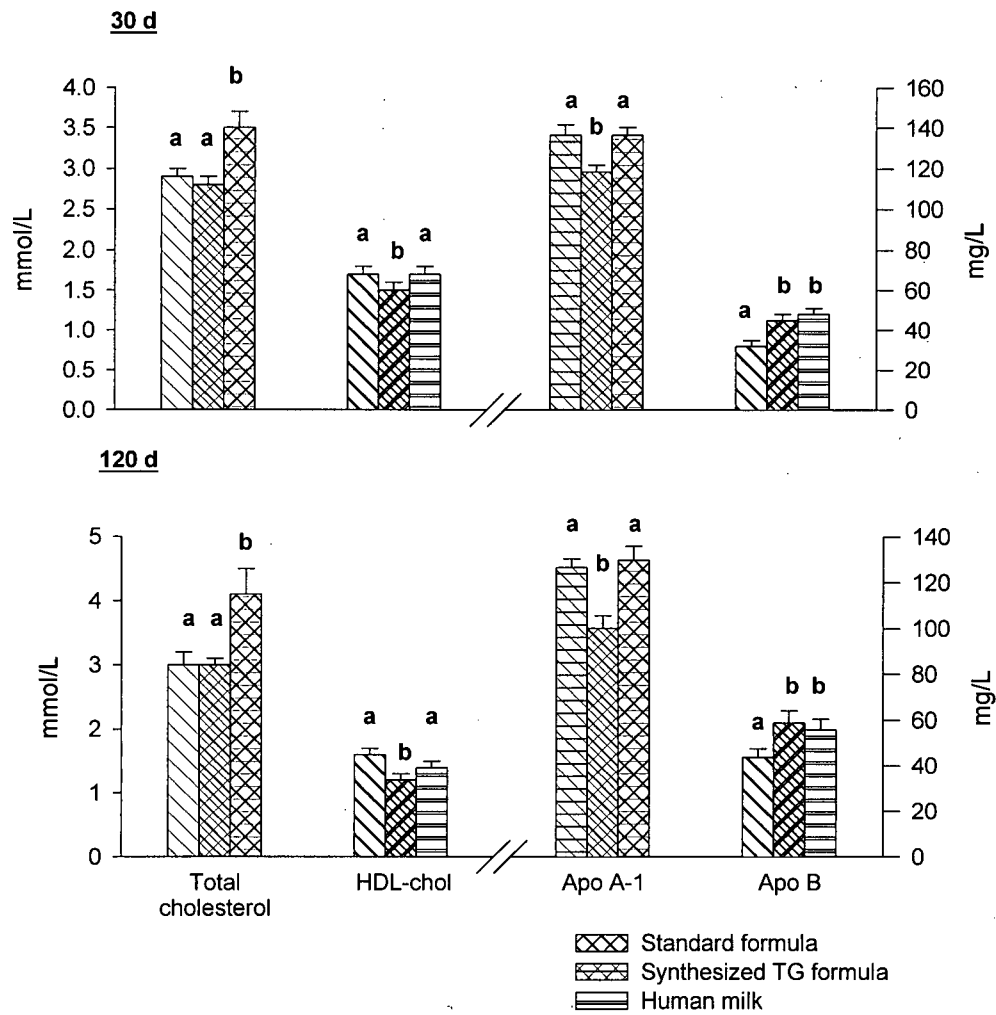 30 d
b
a a
a b a
a b a
a b b
4.0
3.5
3.0
2.5
2.0
1.5
1.0
0.5
0.0
mmol/L
160
140
120
100
80
60
40
20
0
mg/L
120 d
b
a a
a b a
a b a
a b b
5
4
3
2
1
0
mmol/L
140
120
100
80
60
40
20
0
mg/L
Total
cholesterol
HDL-chol
Apo A-1
Apo B
Standard formula
Synthesized TG formula
Human milk